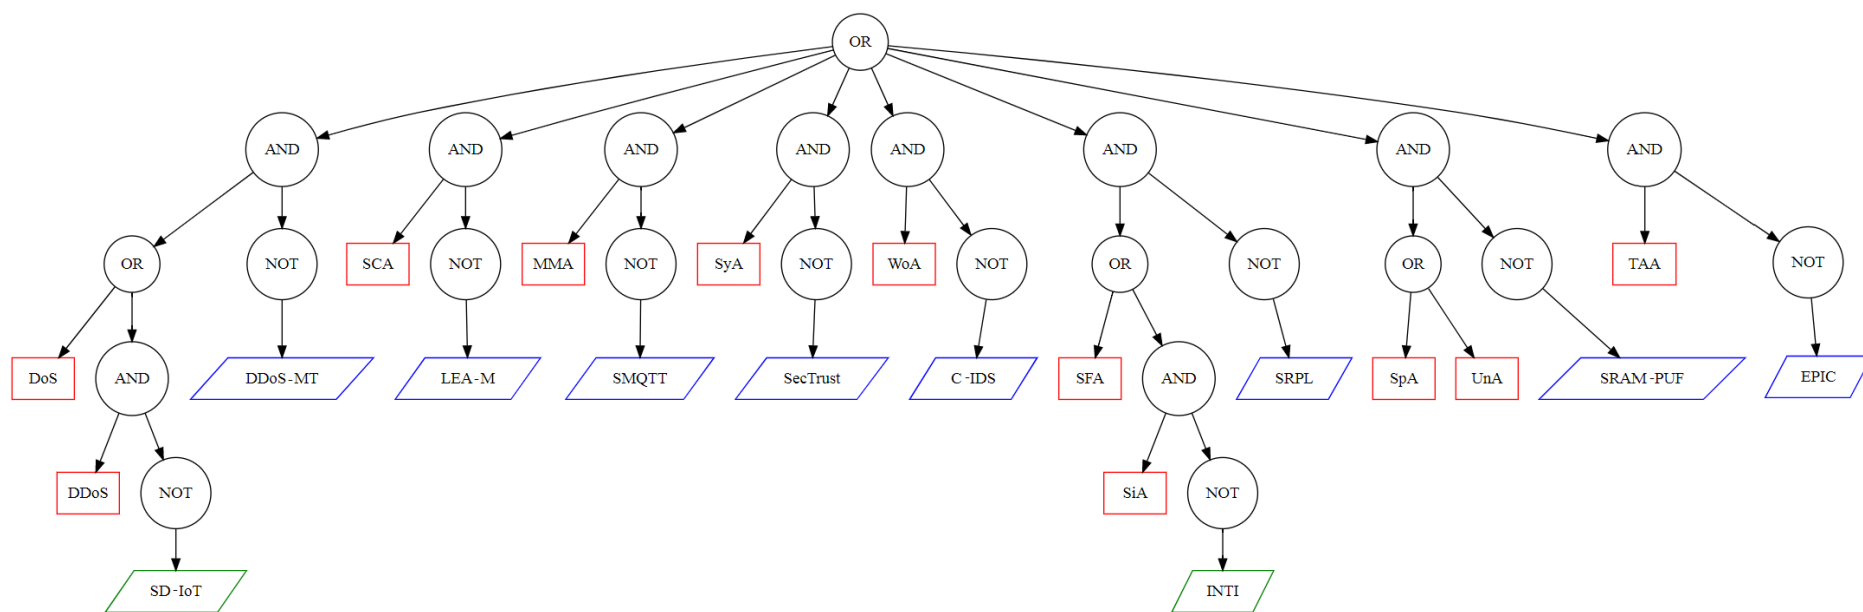 OR
AND
AND
AND
AND
AND
AND
AND
AND
OR
NOT
SCA
NOT
MMA
NOT
SyA
NOT
WoA
NOT
OR
NOT
OR
NOT
TAA
NOT
DoS
AND
DDoS-MT
LEA-M
SMQTT
SecTrust
C-IDS
SFA
AND
SRPL
SpA
UnA
SRAM-PUF
EPIC
DDoS
NOT
SiA
NOT
SD-IoT
INTI